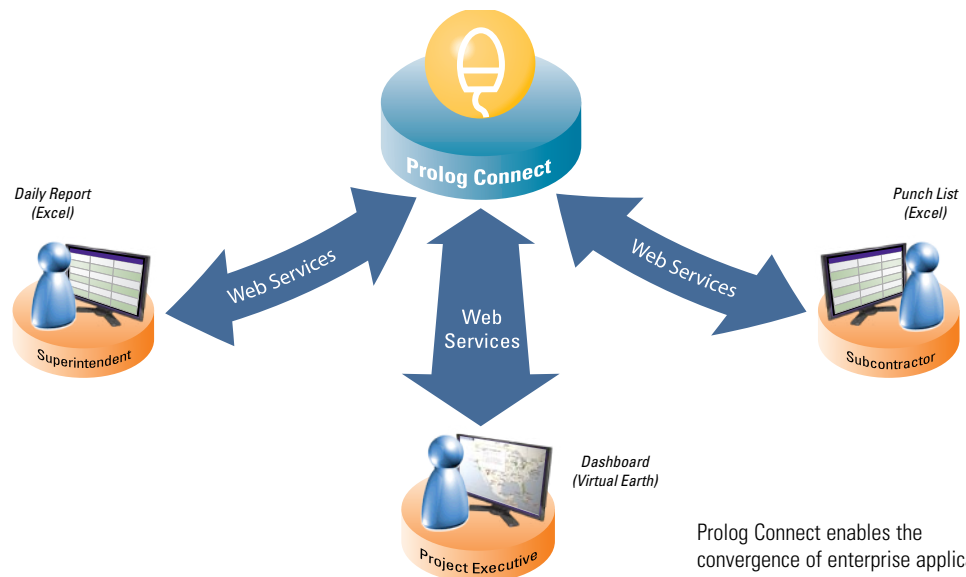 Prolog Connect
Daily Report
(Excel)
Punch List
(Excel)
Web Services
Web Services
Web
Services
Superintendent
Subcontractor
Dashboard
(Virtual Earth)
Project Executive
Prolog Connect enables the
convergence of enterprise applic